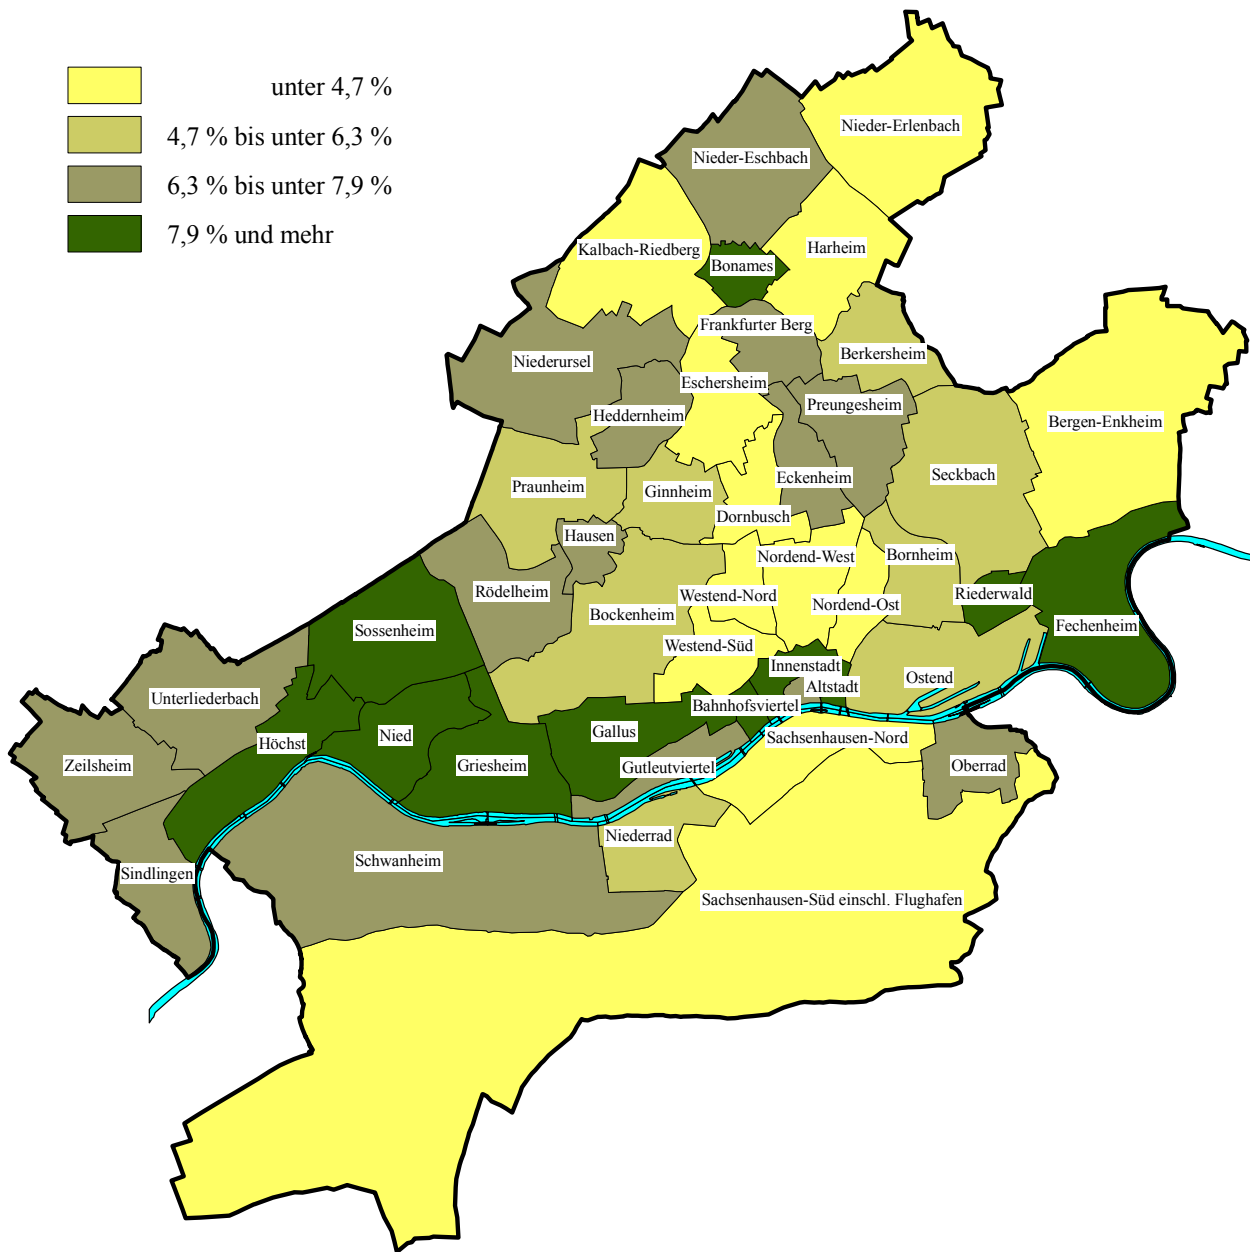 unter 4,7 %
4,7 % bis unter 6,3 %
6,3 % bis unter 7,9 %
7,9 % und mehr
Nieder-Erlenbach
Nieder-Eschbach
Kalbach-Riedberg
Harheim
Bonames
Frankfurter Berg
Berkersheim
Niederursel
Eschersheim
Heddernheim
Preungesheim
Bergen-Enkheim
Praunheim
Ginnheim
Eckenheim
Seckbach
Dornbusch
Hausen
Nordend-West
Bornheim
Rödelheim
Westend-Nord
Nordend-Ost
Riederwald
Bockenheim
Fechenheim
Sossenheim
Westend-Süd
Innenstadt
Ostend
Altstadt
Unterliederbach
Bahnhofsviertel
Gallus
Nied
Höchst
Sachsenhausen-Nord
Zeilsheim
Griesheim
Gutleutviertel
Oberrad
Niederrad
Schwanheim
Sindlingen
Sachsenhausen-Süd einschl. Flughafen